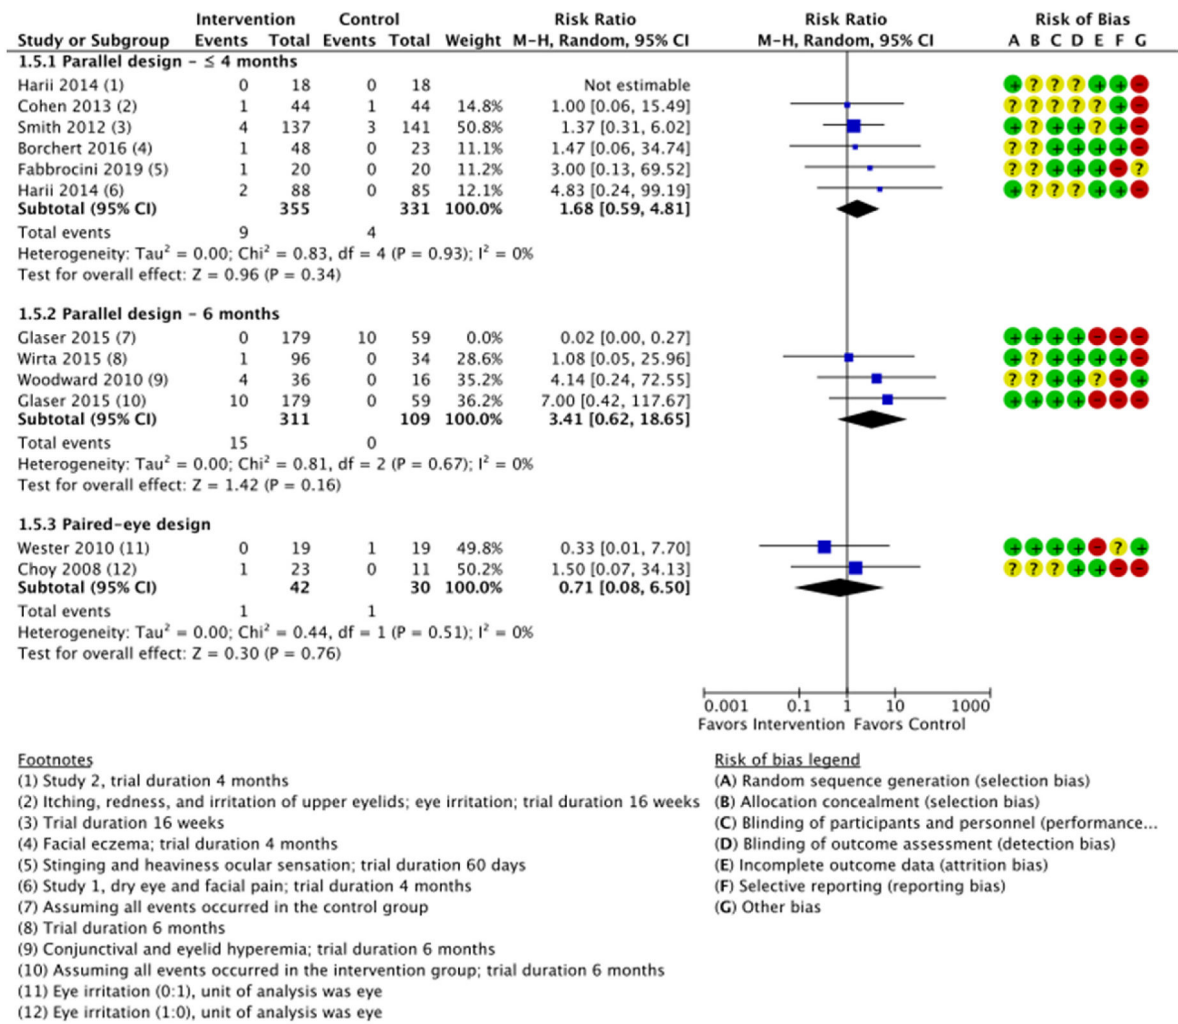 Intervention Control Risk Ratio Risk Ratio Risk of Bias
Study or Subgroup Events Total Events Total Weight M-H, Random, 95% CI M-H, Random, 95% CI A B C D E F G
1.5.1 Parallel design - ≤ 4 months
Harii 2014 (1) 0 18 0 18 Not estimable + ? ? ? + + -
Cohen 2013 (2) 1 44 1 44 14.8% 1.00 [0.06, 15.49] ? ? ? ? ? + -
Smith 2012 (3) 4 137 3 141 50.8% 1.37 [0.31, 6.02] + ? + + ? + -
Borchert 2016 (4) 1 48 0 23 11.1% 1.47 [0.06, 34.74] ? ? + + + + -
Fabbrocini 2019 (5) 1 20 0 20 11.2% 3.00 [0.13, 69.52] ? ? + + + - ?
Harii 2014 (6) 2 88 0 85 12.1% 4.83 [0.24, 99.19] + ? ? ? + + -
Subtotal (95% CI) 355 331 100.0% 1.68 [0.59, 4.81]
Total events 9 4
Heterogeneity: Tau² = 0.00; Chi² = 0.83, df = 4 (P = 0.93); I² = 0%
Test for overall effect: Z = 0.96 (P = 0.34)
1.5.2 Parallel design - 6 months
Glaser 2015 (7) 0 179 10 59 0.0% 0.02 [0.00, 0.27] + + + + - - -
Wirta 2015 (8) 1 96 0 34 28.6% 1.08 [0.05, 25.96] + ? + + + + -
Woodward 2010 (9) 4 36 0 16 35.2% 4.14 [0.24, 72.55] ? ? + + ? - +
Glaser 2015 (10) 10 179 0 59 36.2% 7.00 [0.42, 117.67] + + + + - - -
Subtotal (95% CI) 311 109 100.0% 3.41 [0.62, 18.65]
Total events 15 0
Heterogeneity: Tau² = 0.00; Chi² = 0.81, df = 2 (P = 0.67); I² = 0%
Test for overall effect: Z = 1.42 (P = 0.16)
1.5.3 Paired-eye design
Wester 2010 (11) 0 19 1 19 49.8% 0.33 [0.01, 7.70] + + + + - ? +
Choy 2008 (12) 1 23 0 11 50.2% 1.50 [0.07, 34.13] ? ? ? + + - -
Subtotal (95% CI) 42 30 100.0% 0.71 [0.08, 6.50]
Total events 1 1
Heterogeneity: Tau² = 0.00; Chi² = 0.44, df = 1 (P = 0.51); I² = 0%
Test for overall effect: Z = 0.30 (P = 0.76)
0.001 0.1 1 10 1000
Favors Intervention Favors Control
Footnotes
(1) Study 2, trial duration 4 months
(2) Itching, redness, and irritation of upper eyelids; eye irritation; trial duration 16 weeks
(3) Trial duration 16 weeks
(4) Facial eczema; trial duration 4 months
(5) Stinging and heaviness ocular sensation; trial duration 60 days
(6) Study 1, dry eye and facial pain; trial duration 4 months
(7) Assuming all events occurred in the control group
(8) Trial duration 6 months
(9) Conjunctival and eyelid hyperemia; trial duration 6 months
(10) Assuming all events occurred in the intervention group; trial duration 6 months
(11) Eye irritation (0:1), unit of analysis was eye
(12) Eye irritation (1:0), unit of analysis was eye
Risk of bias legend
(A) Random sequence generation (selection bias)
(B) Allocation concealment (selection bias)
(C) Blinding of participants and personnel (performance...
(D) Blinding of outcome assessment (detection bias)
(E) Incomplete outcome data (attrition bias)
(F) Selective reporting (reporting bias)
(G) Other bias